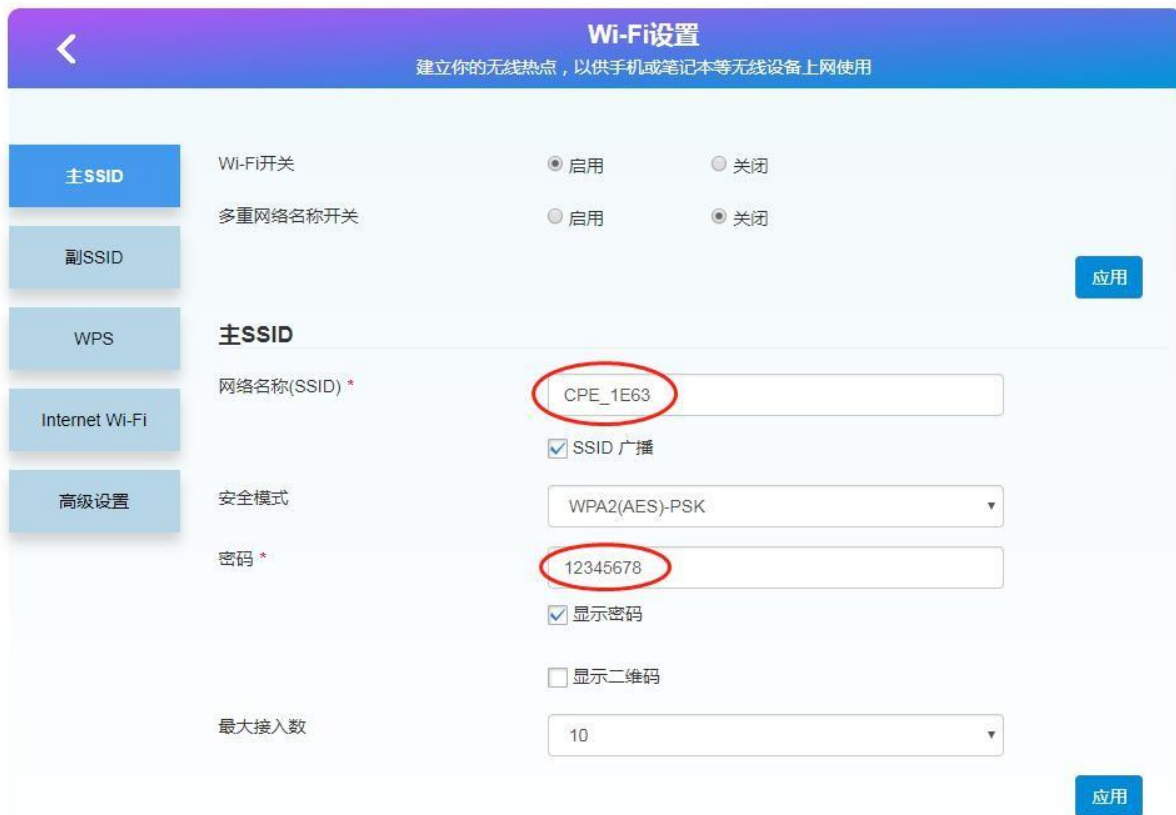 Wi-Fi设置
建立你的无线热点，以供手机或笔记本等无线设备上网使用
主SSID
副SSID
WPS
Internet Wi-Fi
高级设置
Wi-Fi开关
启用 关闭
多重网络名称开关
启用 关闭
应用
主SSID
网络名称(SSID) *
CPE_1E63
SSID 广播
安全模式
WPA2(AES)-PSK
密码 *
12345678
显示密码
显示二维码
最大接入数
10
应用